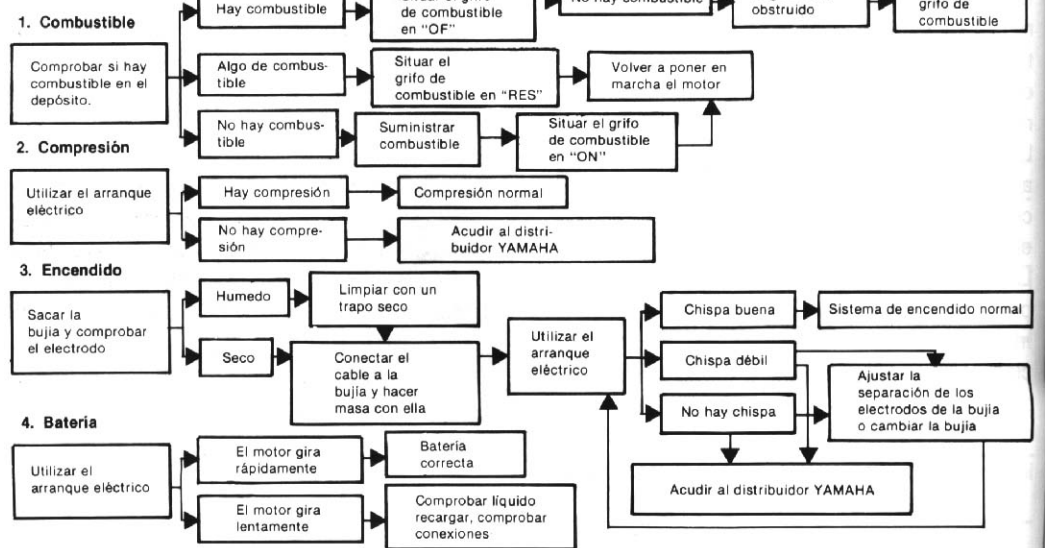 1. Combustible
Hay combustible
de combustible
en "OF"
No hay combustible
obstruido
grifo de
combustible
Comprobar si hay
combustible en el
depósito.
Algo de combus-
tible
Situar el
grifo de
combustible en "RES"
Volver a poner en
marcha el motor
No hay combus-
tible
Suministrar
combustible
Situar el grifo
de combustible
en "ON"
2. Compresión
Utilizar el arranque
eléctrico
Hay compresión
Compresión normal
No hay compre-
sión
Acudir al distri-
buidor YAMAHA
3. Encendido
Sacar la
bujia y comprobar
el electrodo
Humedo
Limpiar con un
trapo seco
Seco
Conectar el
cable a la
bujía y hacer
masa con ella
Utilizar el
arranque
eléctrico
Chispa buena
Sistema de encendido normal
Chispa débil
No hay chispa
Ajustar la
separación de los
electrodos de la bujia
o cambiar la bujía
Acudir al distribuidor YAMAHA
4. Batería
Utilizar el
arranque eléctrico
El motor gira
rápidamente
Batería
correcta
El motor gira
lentamente
Comprobar líquido
recargar, comprobar
conexiones